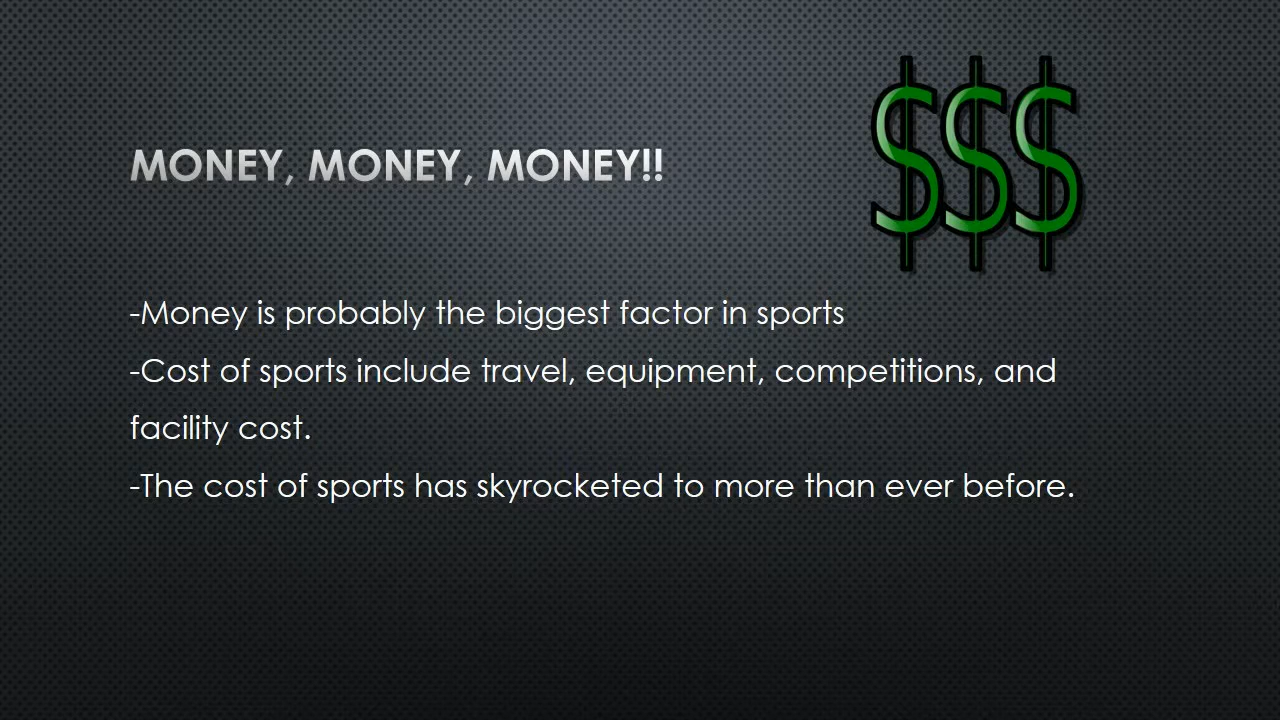 MONEY, MONEY, MONEY!!
$$$
-Money is probably the biggest factor in sports
-Cost of sports include travel, equipment, competitions, and
facility cost.
-The cost of sports has skyrocketed to more than ever before.